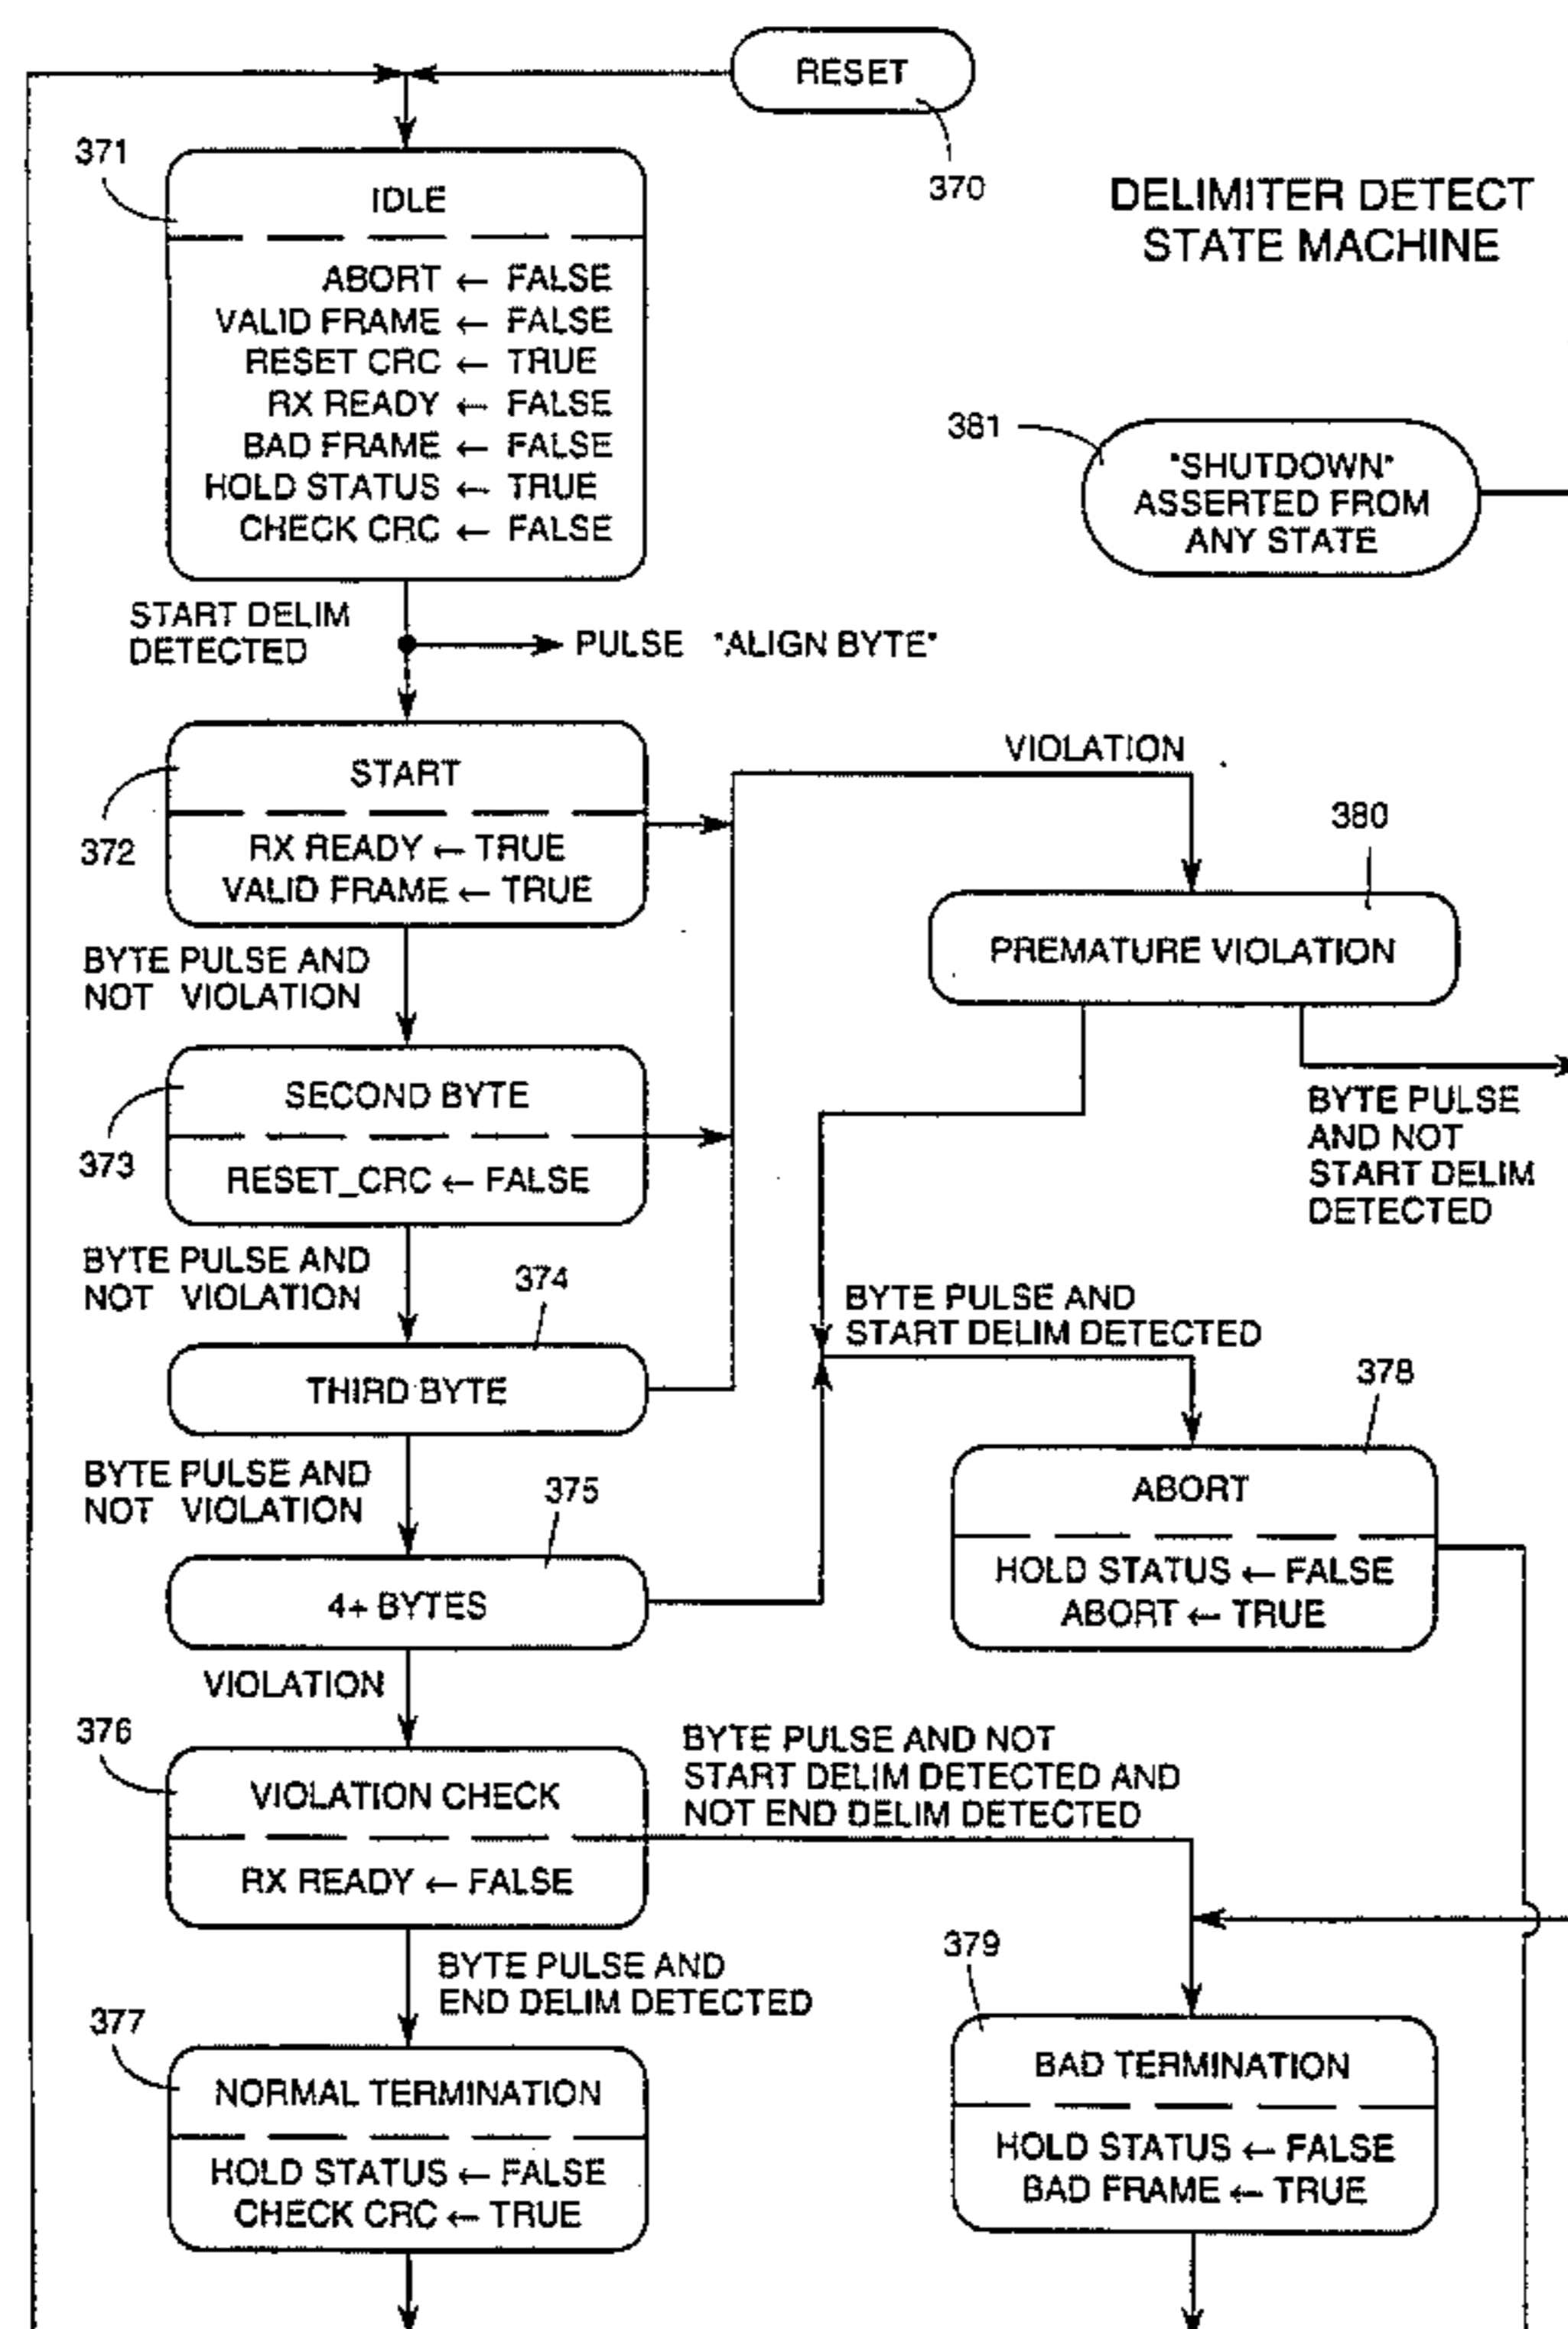 RESET
370
DELIMITER DETECT
STATE MACHINE
371
IDLE
ABORT ← FALSE
VALID FRAME ← FALSE
RESET CRC ← TRUE
RX READY ← FALSE
BAD FRAME ← FALSE
HOLD STATUS ← TRUE
CHECK CRC ← FALSE
381
"SHUTDOWN"
ASSERTED FROM
ANY STATE
START DELIM
DETECTED
PULSE "ALIGN BYTE"
372
START
RX READY ← TRUE
VALID FRAME ← TRUE
VIOLATION
380
PREMATURE VIOLATION
BYTE PULSE AND
NOT VIOLATION
373
SECOND BYTE
RESET_CRC ← FALSE
BYTE PULSE
AND NOT
START DELIM
DETECTED
BYTE PULSE AND
NOT VIOLATION
374
THIRD BYTE
BYTE PULSE AND
START DELIM DETECTED
BYTE PULSE AND
NOT VIOLATION
375
4+ BYTES
378
ABORT
HOLD STATUS ← FALSE
ABORT ← TRUE
VIOLATION
376
VIOLATION CHECK
RX READY ← FALSE
BYTE PULSE AND NOT
START DELIM DETECTED AND
NOT END DELIM DETECTED
BYTE PULSE AND
END DELIM DETECTED
377
NORMAL TERMINATION
HOLD STATUS ← FALSE
CHECK CRC ← TRUE
379
BAD TERMINATION
HOLD STATUS ← FALSE
BAD FRAME ← TRUE